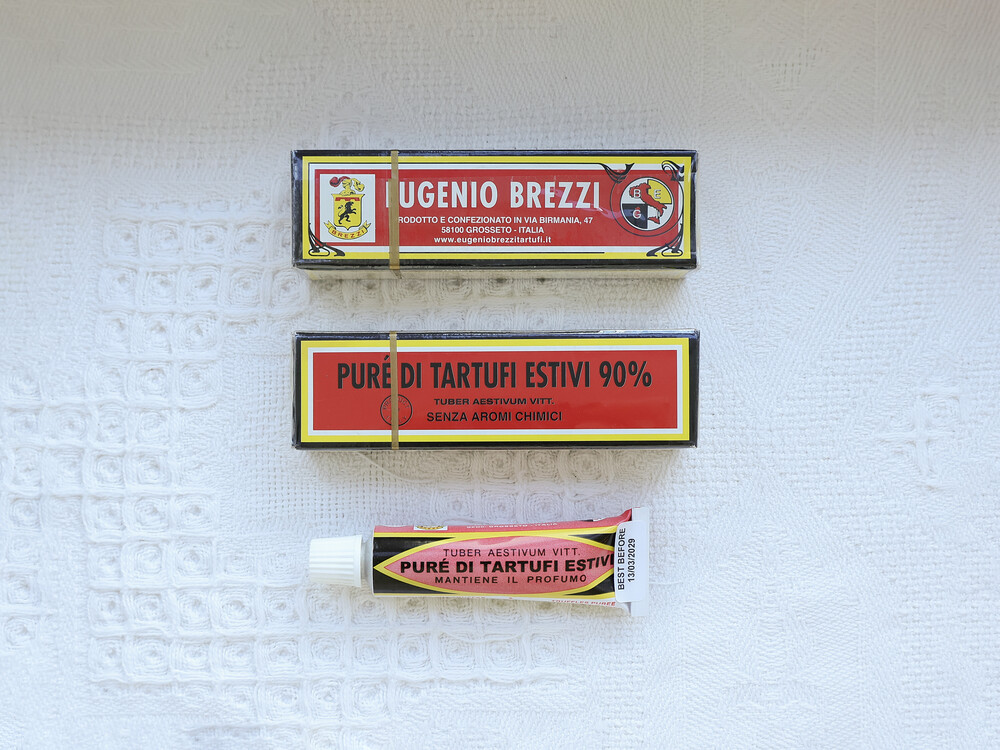 EUGENIO BREZZI
PRODOTTO E CONFEZIONATO IN VIA BIRMANIA, 47
58100 GROSSETO - ITALIA
www.eugeniobrezzitartufi.it
BREZZI
B E
G
PURÉ DI TARTUFI ESTIVI 90%
TUBER AESTIVUM VITT.
SENZA AROMI CHIMICI
TUBER AESTIVUM VITT.
PURÉ DI TARTUFI ESTIVI
MANTIENE IL PROFUMO
BEST BEFORE
13/03/2029